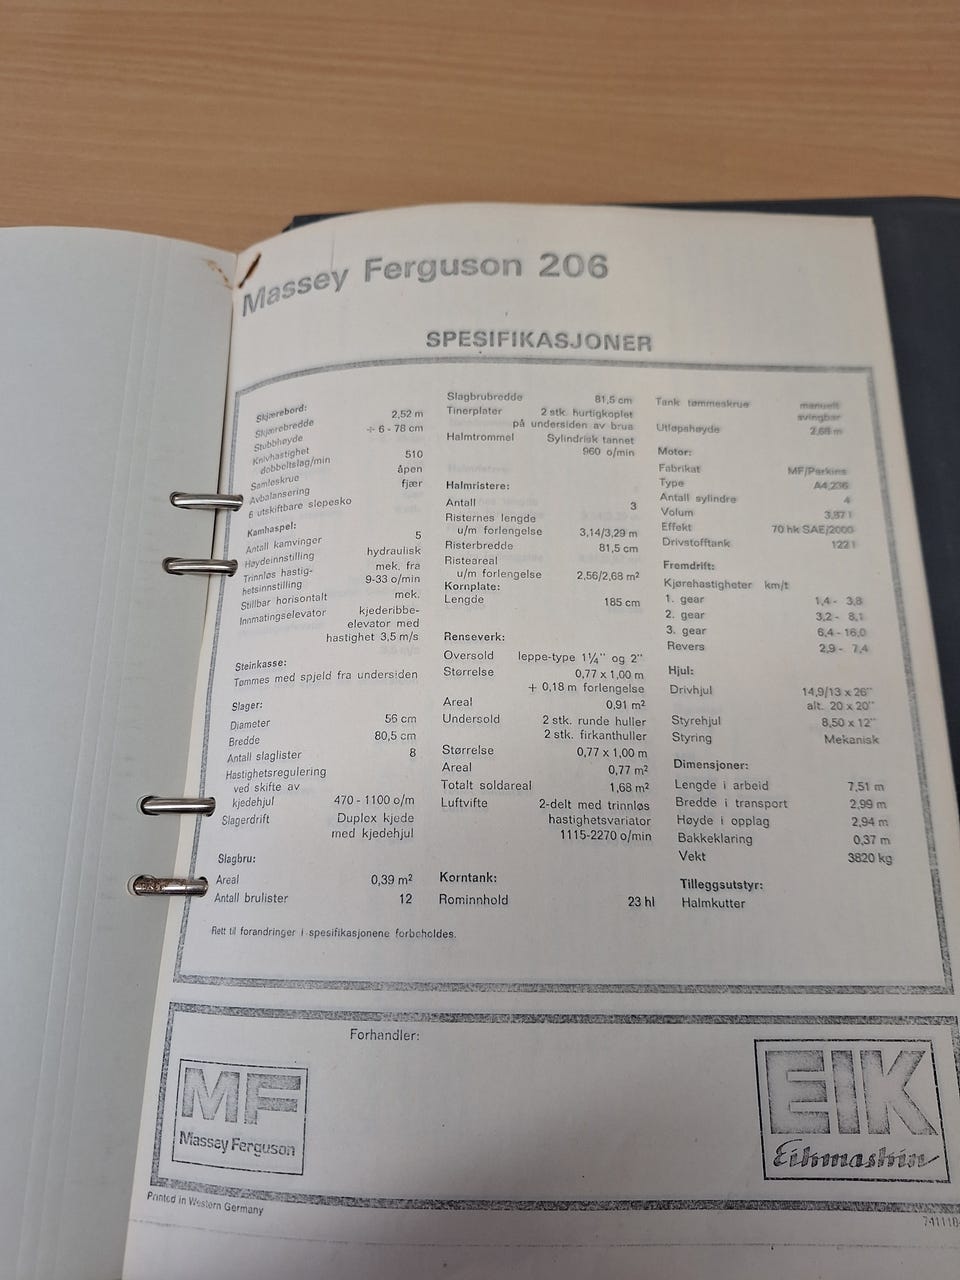 Massey Ferguson 206
SPESIFIKASJONER
Skjærebord:
Skjærebredde 2,52 m
Stubbhøyde ÷ 6 - 78 cm
Knivhastighet
dobbeltslag/min 510
Samleskrue åpen
Avbalansering fjær
6 utskiftbare slepesko
Kamhaspel:
Antall kamvinger 5
Høydeinnstilling hydraulisk
Trinnløs hastig- mek. fra
hetsinnstilling 9-33 o/min
Stillbar horisontalt mek.
Innmatingselevator kjederibbe-
elevator med
hastighet 3,5 m/s
Steinkasse:
Tømmes med spjeld fra undersiden
Slager:
Diameter 56 cm
Bredde 80,5 cm
Antall slaglister 8
Hastighetsregulering
ved skifte av
kjedehjul 470 - 1100 o/m
Slagerdrift Duplex kjede
med kjedehjul
Slagbru:
Areal 0,39 m²
Antall brulister 12
Slagbrubredde 81,5 cm
Tinerplater 2 stk. hurtigkoplet
på undersiden av brua
Halmtrommel Sylindrisk tannet
960 o/min
Halmristere:
Antall 3
Risternes lengde
u/m forlengelse 3,14/3,29 m
Risterbredde 81,5 cm
Risteareal
u/m forlengelse 2,56/2,68 m²
Kornplate:
Lengde 185 cm
Renseverk:
Oversold leppe-type 1¼" og 2"
Størrelse 0,77 x 1,00 m
+ 0,18 m forlengelse
Areal 0,91 m²
Undersold 2 stk. runde huller
2 stk. firkanthuller
Størrelse 0,77 x 1,00 m
Areal 0,77 m²
Totalt soldareal 1,68 m²
Luftvifte 2-delt med trinnløs
hastighetsvariator
1115-2270 o/min
Korntank:
Rominnhold 23 hl
Tank tømmeskrue manuelt
svingbar
Utløpshøyde 2,68 m
Motor:
Fabrikat MF/Perkins
Type A4,236
Antall sylindre 4
Volum 3,87 l
Effekt 70 hk SAE/2000
Drivstofftank 122 l
Fremdrift:
Kjørehastigheter km/t
1. gear 1,4 - 3,8
2. gear 3,2 - 8,1
3. gear 6,4 - 16,0
Revers 2,9 - 7,4
Hjul:
Drivhjul 14,9/13 x 26"
alt. 20 x 20"
Styrehjul 8,50 x 12"
Styring Mekanisk
Dimensjoner:
Lengde i arbeid 7,51 m
Bredde i transport 2,99 m
Høyde i opplag 2,94 m
Bakkeklaring 0,37 m
Vekt 3820 kg
Tilleggsutstyr:
Halmkutter
Rett til forandringer i spesifikasjonene forbeholdes.
Forhandler:
MF
Massey Ferguson
EIK
Eikmaskin
Printed in Western Germany